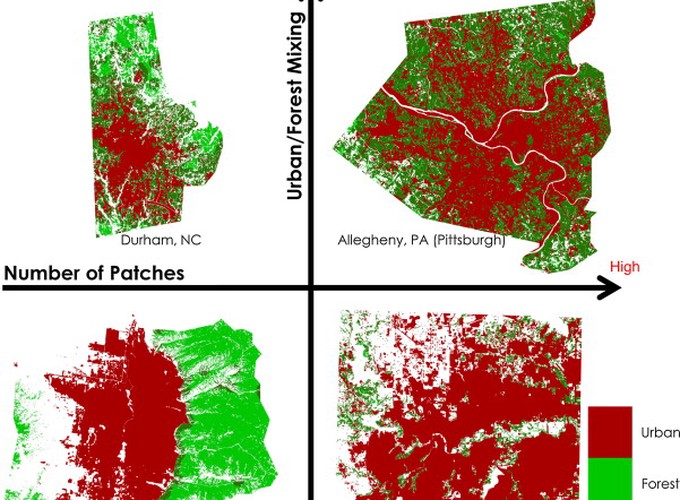 Urban/Forest Mixing
Durham, NC
Allegheny, PA (Pittsburgh)
Number of Patches
High
Urban
Forest